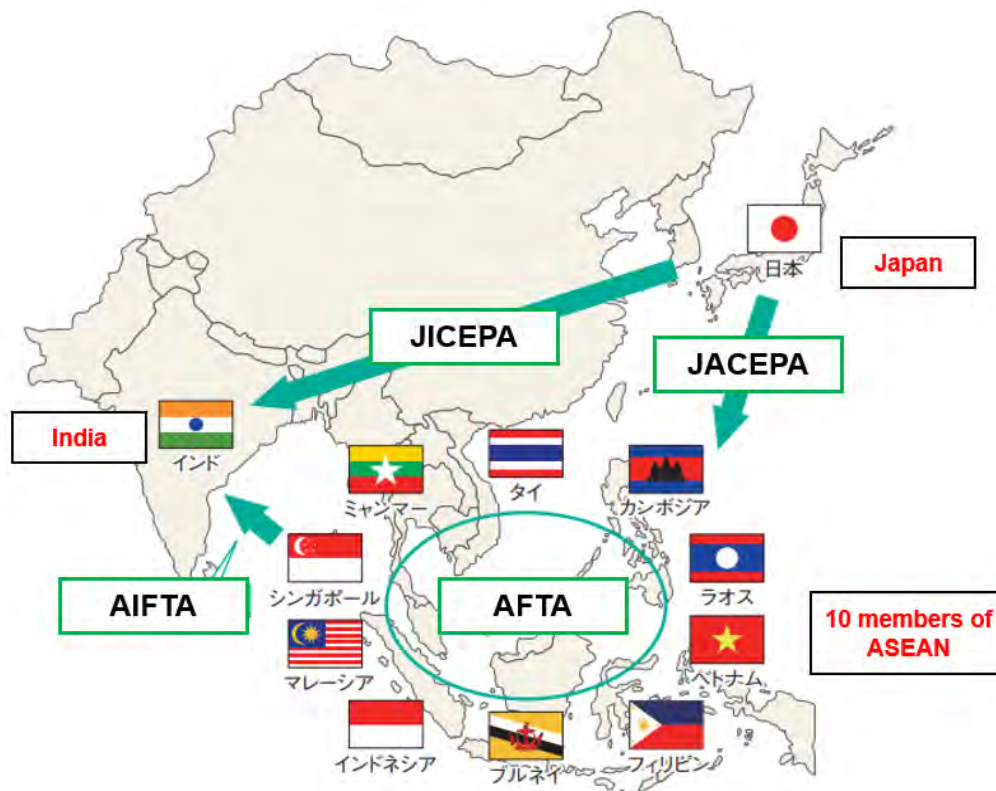 日本
Japan
JICEPA
JACEPA
India
インド
ミャンマー
タイ
カンボジア
AIFTA
シンガポール
AFTA
ラオス
10 members of
ASEAN
マレーシア
ベトナム
インドネシア
ブルネイ
フィリピン